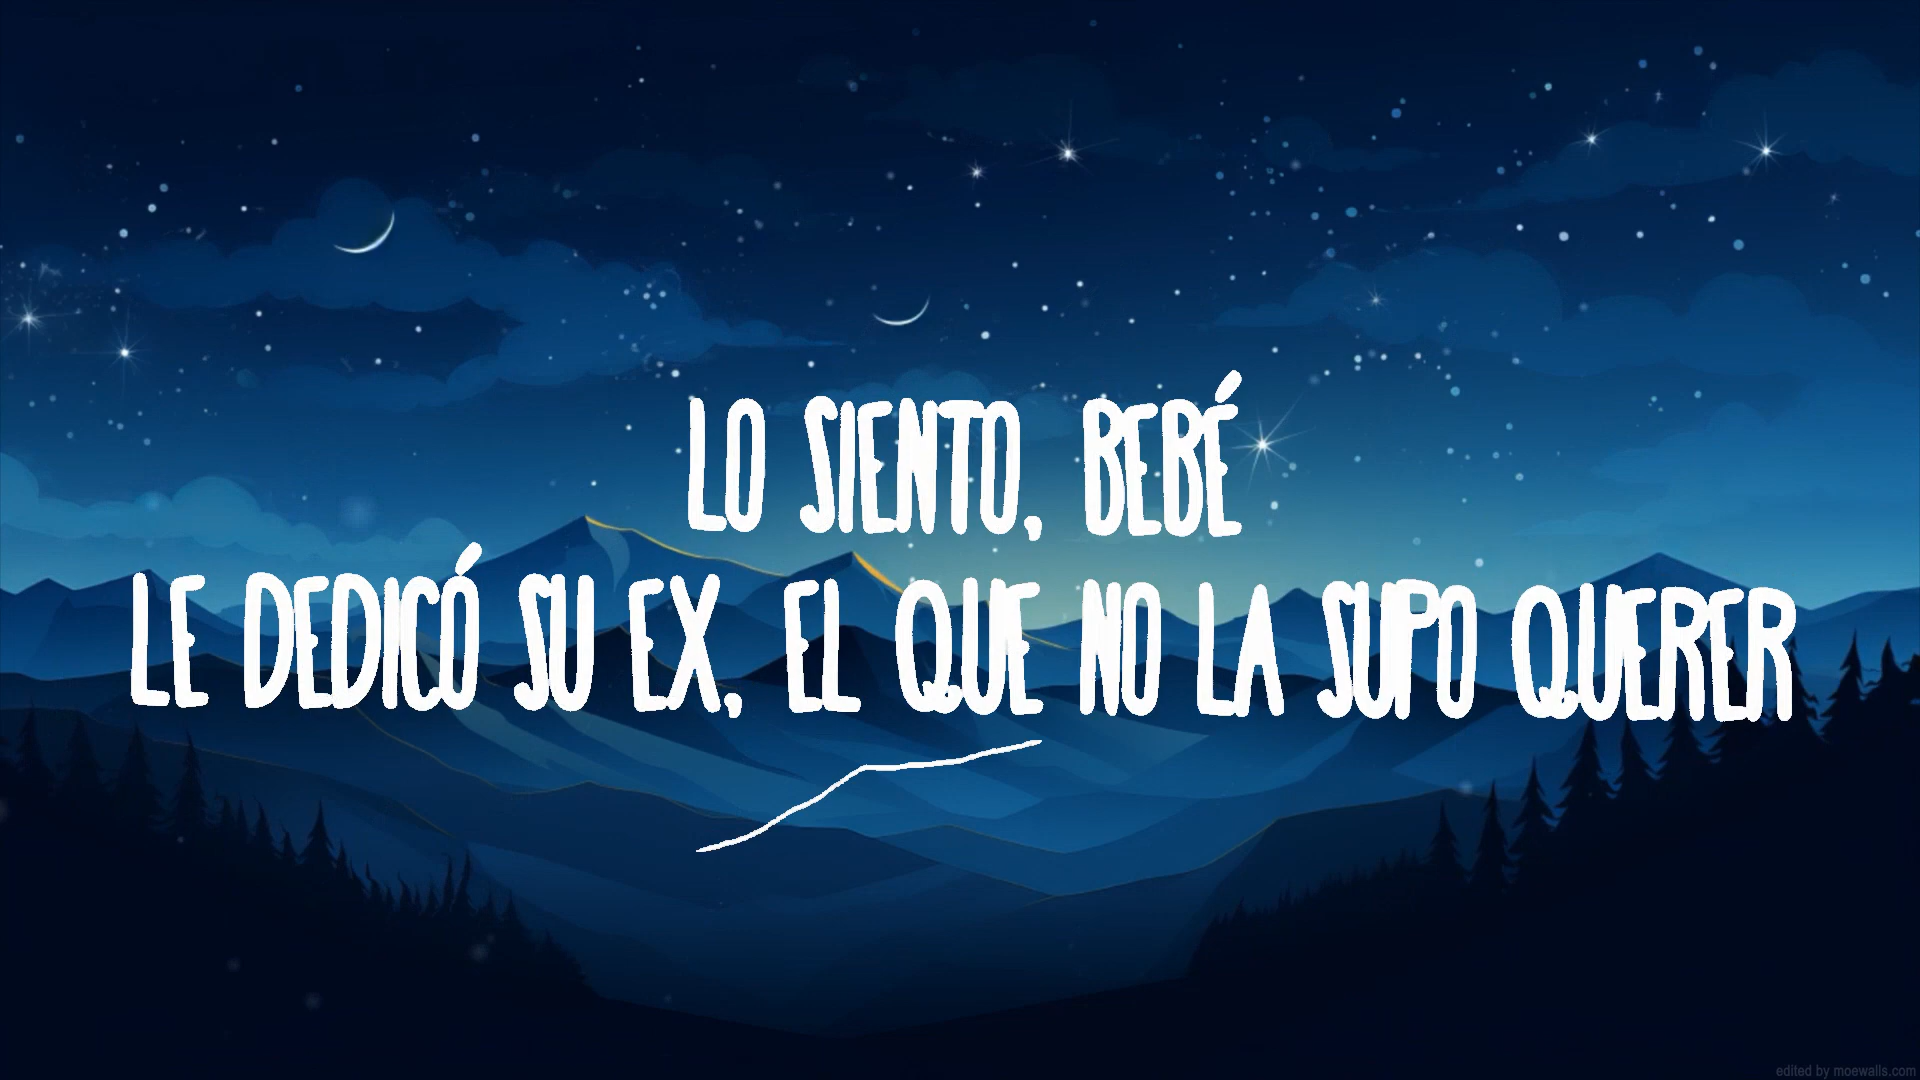 LO SIENTO, BEBÉ
LE DEDICÓ SU EX, EL QUE NO LA SUPO QUERER
edited by moewalls.com